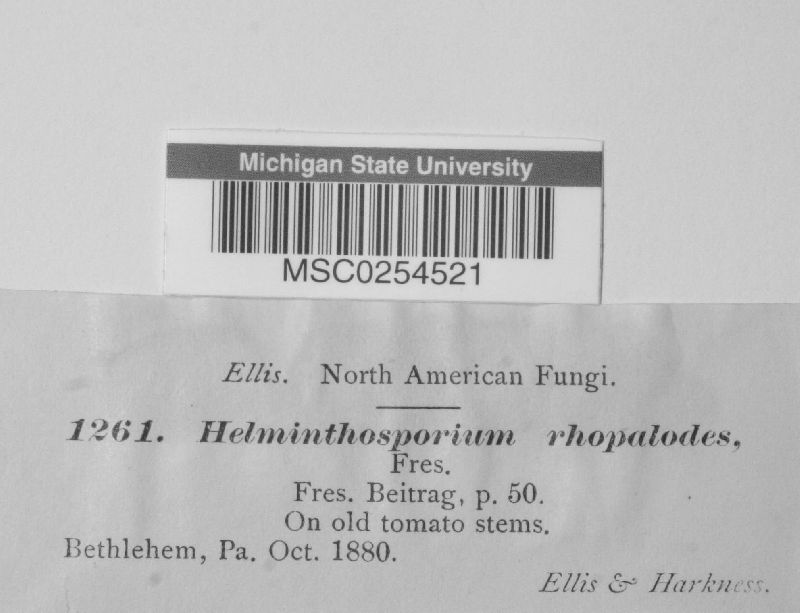 Michigan State University
MSC0254521
Ellis. North American Fungi.
1261. Helminthosporium rhopalodes,
Fres.
Fres. Beitrag, p. 50.
On old tomato stems.
Bethlehem, Pa. Oct. 1880.
Ellis & Harkness.